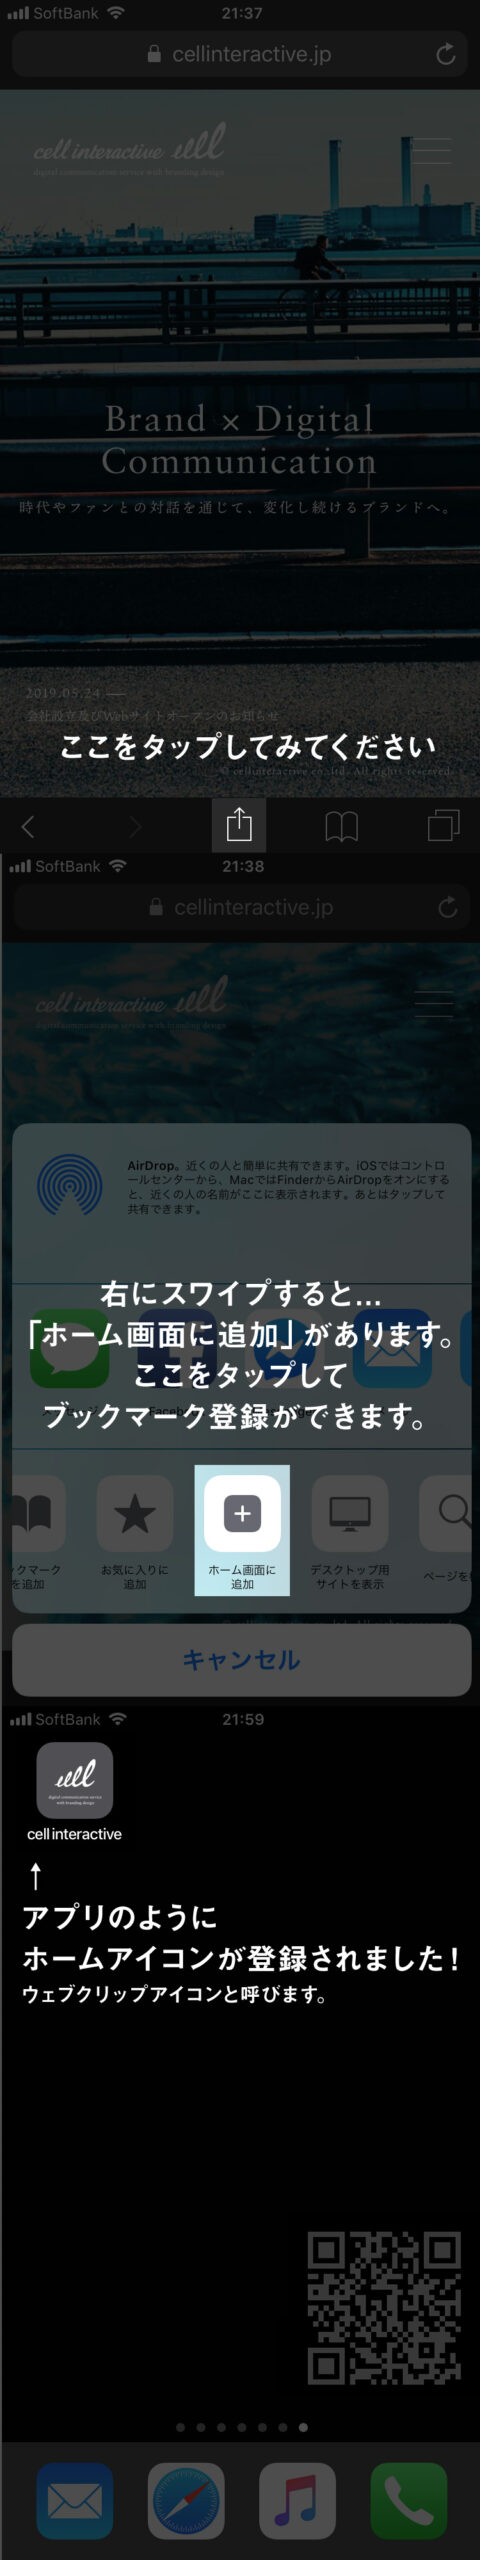 SoftBank 21:37
cellinteractive.jp
cell interactive cell
digital communication service with branding design
Brand × Digital
Communication
時代やファンとの対話を通じて、変化し続けるブランドへ。
2019.05.24
会社設立及びWebサイトオープンのお知らせ
ここをタップしてみてください
© cellinteractive co.,ltd. All rights reserved.
SoftBank 21:38
cellinteractive.jp
cell interactive cell
digital communication service with branding design
AirDrop。近くの人と簡単に共有できます。iOSではコントロ
ールセンターから、MacではFinderからAirDropをオンにする
と、近くの人の名前がここに表示されます。あとはタップして
共有できます。
右にスワイプすると…
「ホーム画面に追加」があります。
ここをタップして
ブックマーク登録ができます。
ックマーク
を追加
お気に入りに
追加
ホーム画面に
追加
デスクトップ用
サイトを表示
ページを
キャンセル
SoftBank 21:59
cell
digital communication service
with branding design
cell interactive
↑
アプリのように
ホームアイコンが登録されました！
ウェブクリップアイコンと呼びます。